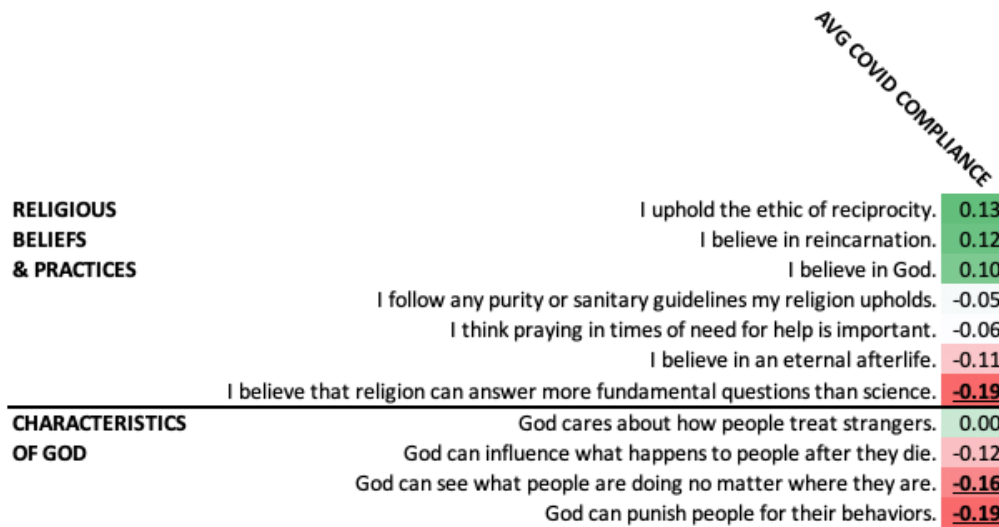 AVG COVID COMPLIANCE
RELIGIOUS I uphold the ethic of reciprocity. 0.13
BELIEFS I believe in reincarnation. 0.12
& PRACTICES I believe in God. 0.10
I follow any purity or sanitary guidelines my religion upholds. -0.05
I think praying in times of need for help is important. -0.06
I believe in an eternal afterlife. -0.11
I believe that religion can answer more fundamental questions than science. -0.19
CHARACTERISTICS God cares about how people treat strangers. 0.00
OF GOD God can influence what happens to people after they die. -0.12
God can see what people are doing no matter where they are. -0.16
God can punish people for their behaviors. -0.19